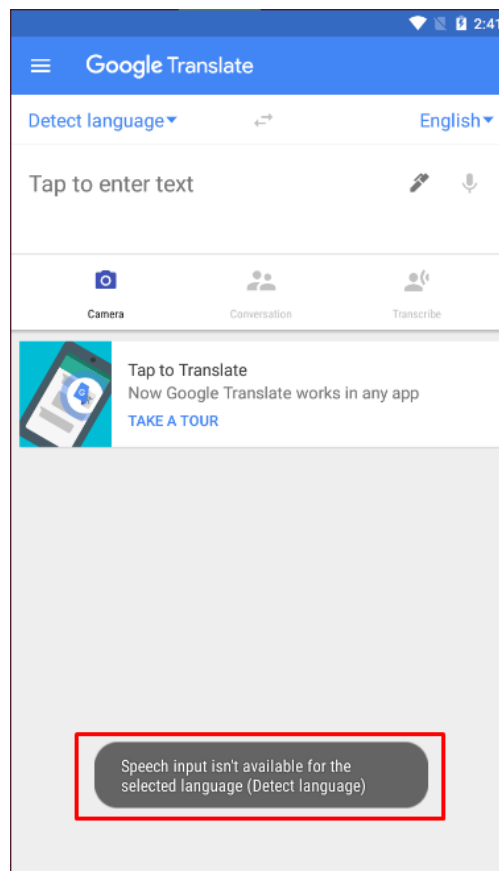 2:41
Google Translate
Detect language English
Tap to enter text
Camera Conversation Transcribe
Tap to Translate
Now Google Translate works in any app
TAKE A TOUR
Speech input isn't available for the
selected language (Detect language)